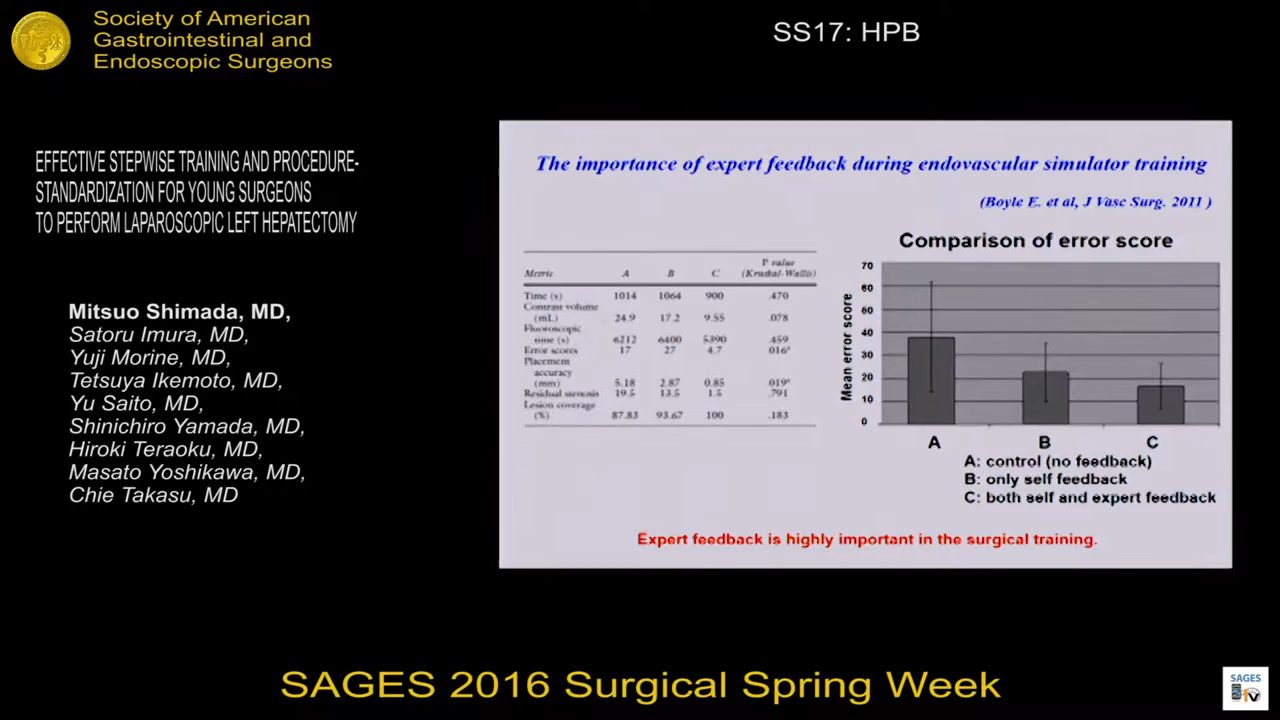 Society of American
Gastrointestinal and
Endoscopic Surgeons
SS17: HPB
EFFECTIVE STEPWISE TRAINING AND PROCEDURE-
STANDARDIZATION FOR YOUNG SURGEONS
TO PERFORM LAPAROSCOPIC LEFT HEPATECTOMY
Mitsuo Shimada, MD,
Satoru Imura, MD,
Yuji Morine, MD,
Tetsuya Ikemoto, MD,
Yu Saito, MD,
Shinichiro Yamada, MD,
Hiroki Teraoku, MD,
Masato Yoshikawa, MD,
Chie Takasu, MD
The importance of expert feedback during endovascular simulator training
(Boyle E. et al, J Vasc Surg. 2011 )
P value
Metric A B C (Kruskal-Wallis)
Time (s) 1014 1064 900 .470
Contrast volume
(mL) 24.9 17.2 9.55 .078
Fluoroscopic
time (s) 6212 6400 5390 .459
Error scores 17 27 4.7 .016
Placement
accuracy
(mm) 5.18 2.87 0.85 .019
Residual stenosis 19.5 13.5 1.5 .791
Lesion coverage
(%) 87.83 93.67 100 .183
Comparison of error score
Mean error score
70
60
60
40
30
20
10
0
A B C
A: control (no feedback)
B: only self feedback
C: both self and expert feedback
Expert feedback is highly important in the surgical training.
SAGES 2016 Surgical Spring Week
SAGES
TV